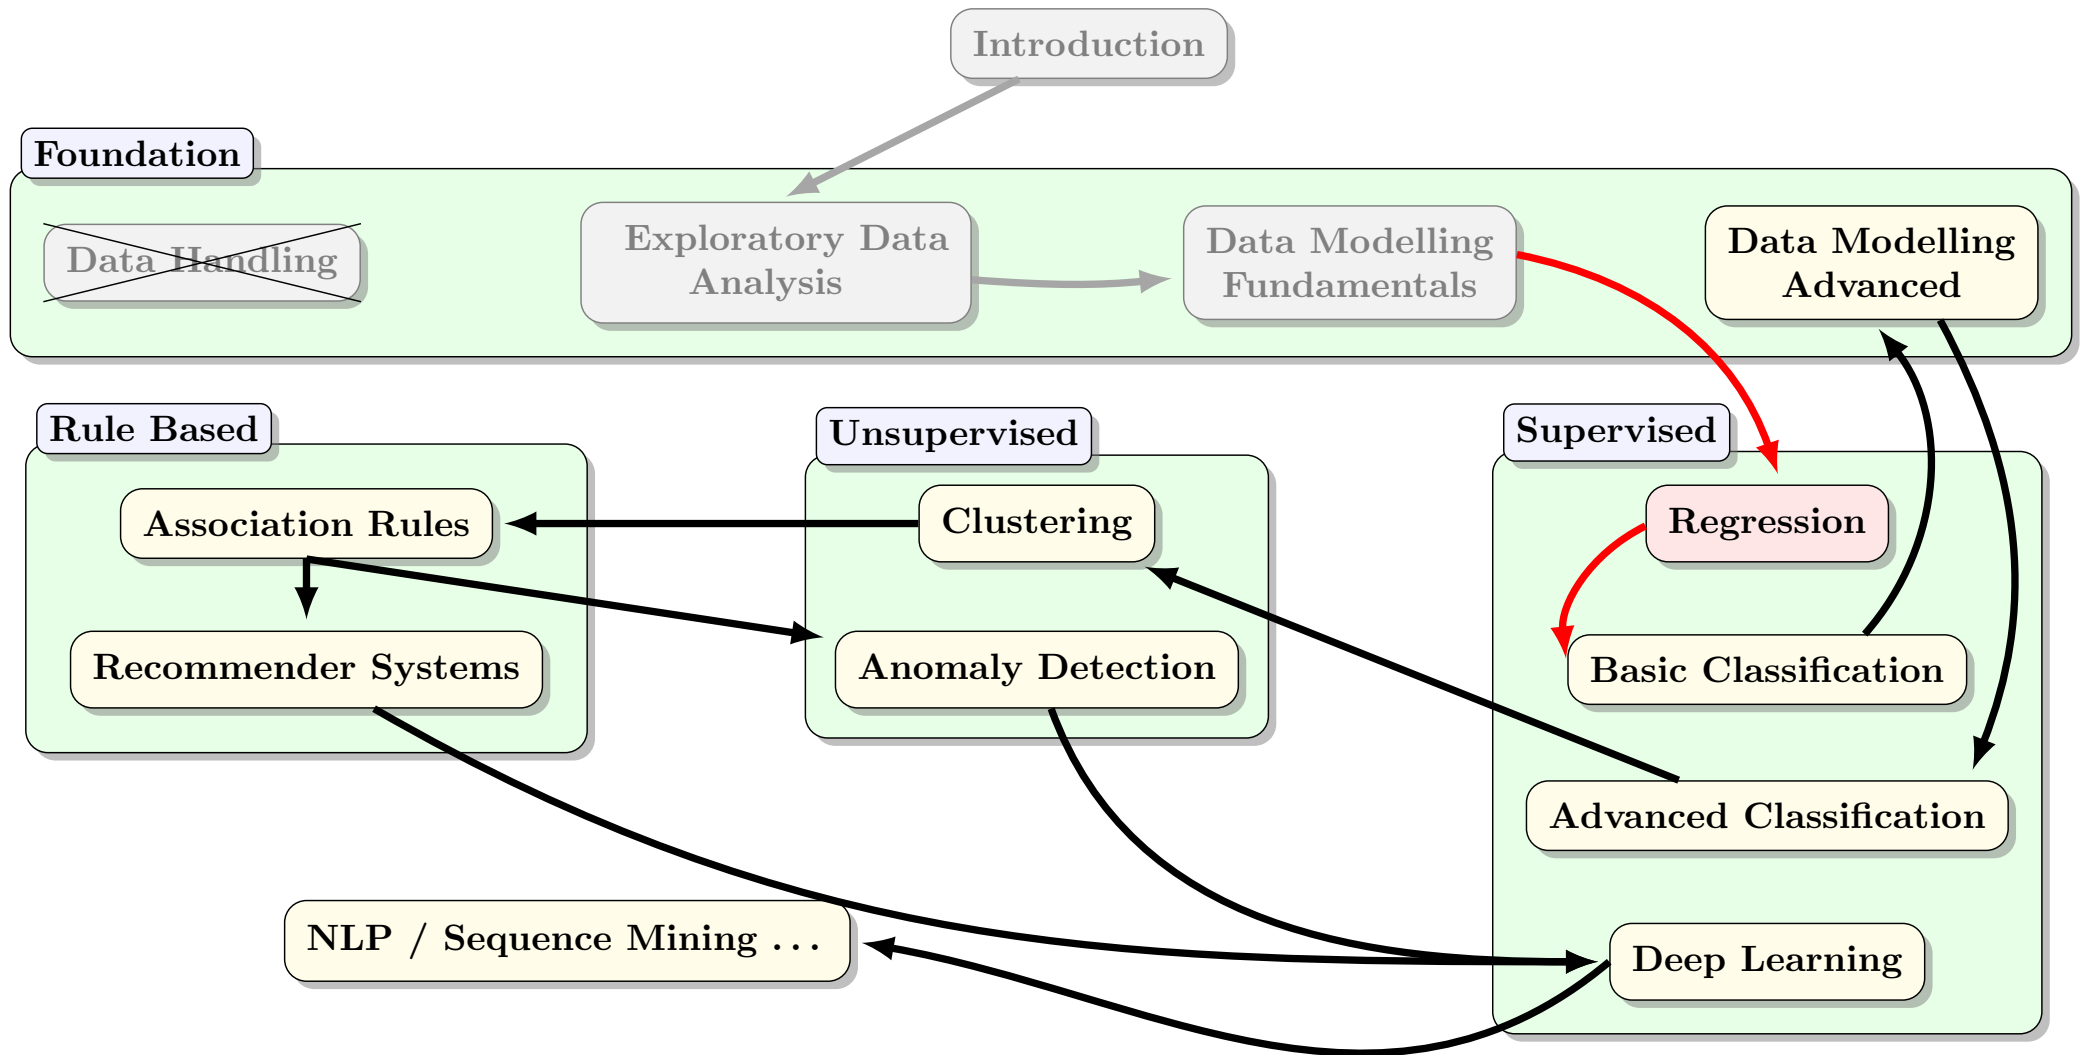 Introduction
Foundation
Data Handling
Exploratory Data
Analysis
Data Modelling
Fundamentals
Data Modelling
Advanced
Rule Based
Association Rules
Recommender Systems
Unsupervised
Clustering
Anomaly Detection
Supervised
Regression
Basic Classification
Advanced Classification
Deep Learning
NLP / Sequence Mining ...